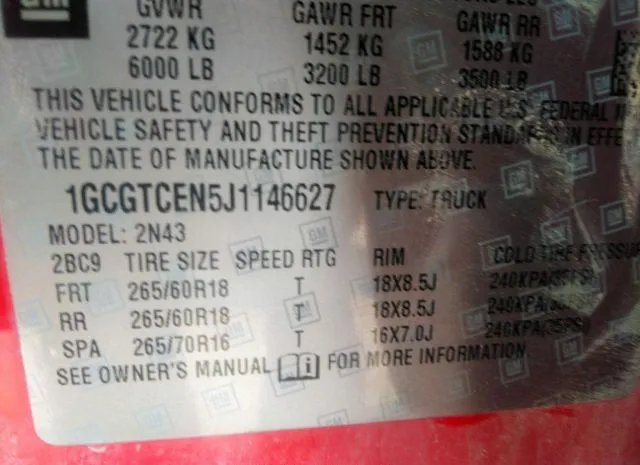 GM
GVWR GAWR FRT GAWR RR
2722 KG 1452 KG 1588 KG
6000 LB 3200 LB 3500 LB
THIS VEHICLE CONFORMS TO ALL APPLICABLE U.S. FEDERAL
VEHICLE SAFETY AND THEFT PREVENTION STANDARDS IN EFFE
THE DATE OF MANUFACTURE SHOWN ABOVE.
1GCGTCEN5J1146627 TYPE: TRUCK
MODEL: 2N43
2BC9 TIRE SIZE SPEED RTG RIM COLD TIRE PRESSU
FRT 265/60R18 T 18X8.5J 240KPA(35PSI)
RR 265/60R18 T 18X8.5J 240KPA(35PSI)
SPA 265/70R16 T 16X7.0J 240KPA(35PSI)
SEE OWNER'S MANUAL FOR MORE INFORMATION